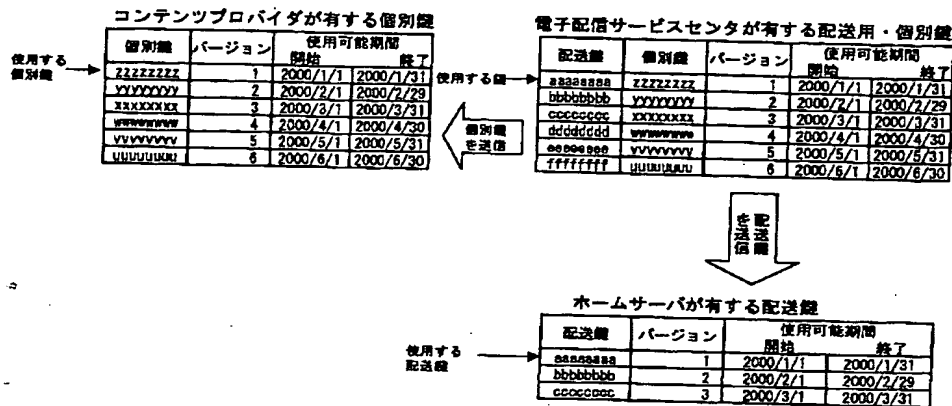 コンテンツプロバイダが有する個別鍵
使用する
個別鍵
個別鍵 バージョン 使用可能期間
開始 終了
zzzzzzzz 1 2000/1/1 2000/1/31
yyyyyyyy 2 2000/2/1 2000/2/29
xxxxxxxx 3 2000/3/1 2000/3/31
wwwwwwww 4 2000/4/1 2000/4/30
vvvvvvvv 5 2000/5/1 2000/5/31
uuuuuuuu 6 2000/6/1 2000/6/30
個別鍵
を送信
電子配信サービスセンタが有する配送用・個別鍵
使用する鍵
配送鍵 個別鍵 バージョン 使用可能期間
開始 終了
aaaaaaaa zzzzzzzz 1 2000/1/1 2000/1/31
bbbbbbbb yyyyyyyy 2 2000/2/1 2000/2/29
cccccccc xxxxxxxx 3 2000/3/1 2000/3/31
dddddddd wwwwwwww 4 2000/4/1 2000/4/30
eeeeeeee vvvvvvvv 5 2000/5/1 2000/5/31
ffffffff uuuuuuuu 6 2000/6/1 2000/6/30
配送鍵
を送信
ホームサーバが有する配送鍵
使用する
配送鍵
配送鍵 バージョン 使用可能期間
開始 終了
aaaaaaaa 1 2000/1/1 2000/1/31
bbbbbbbb 2 2000/2/1 2000/2/29
cccccccc 3 2000/3/1 2000/3/31